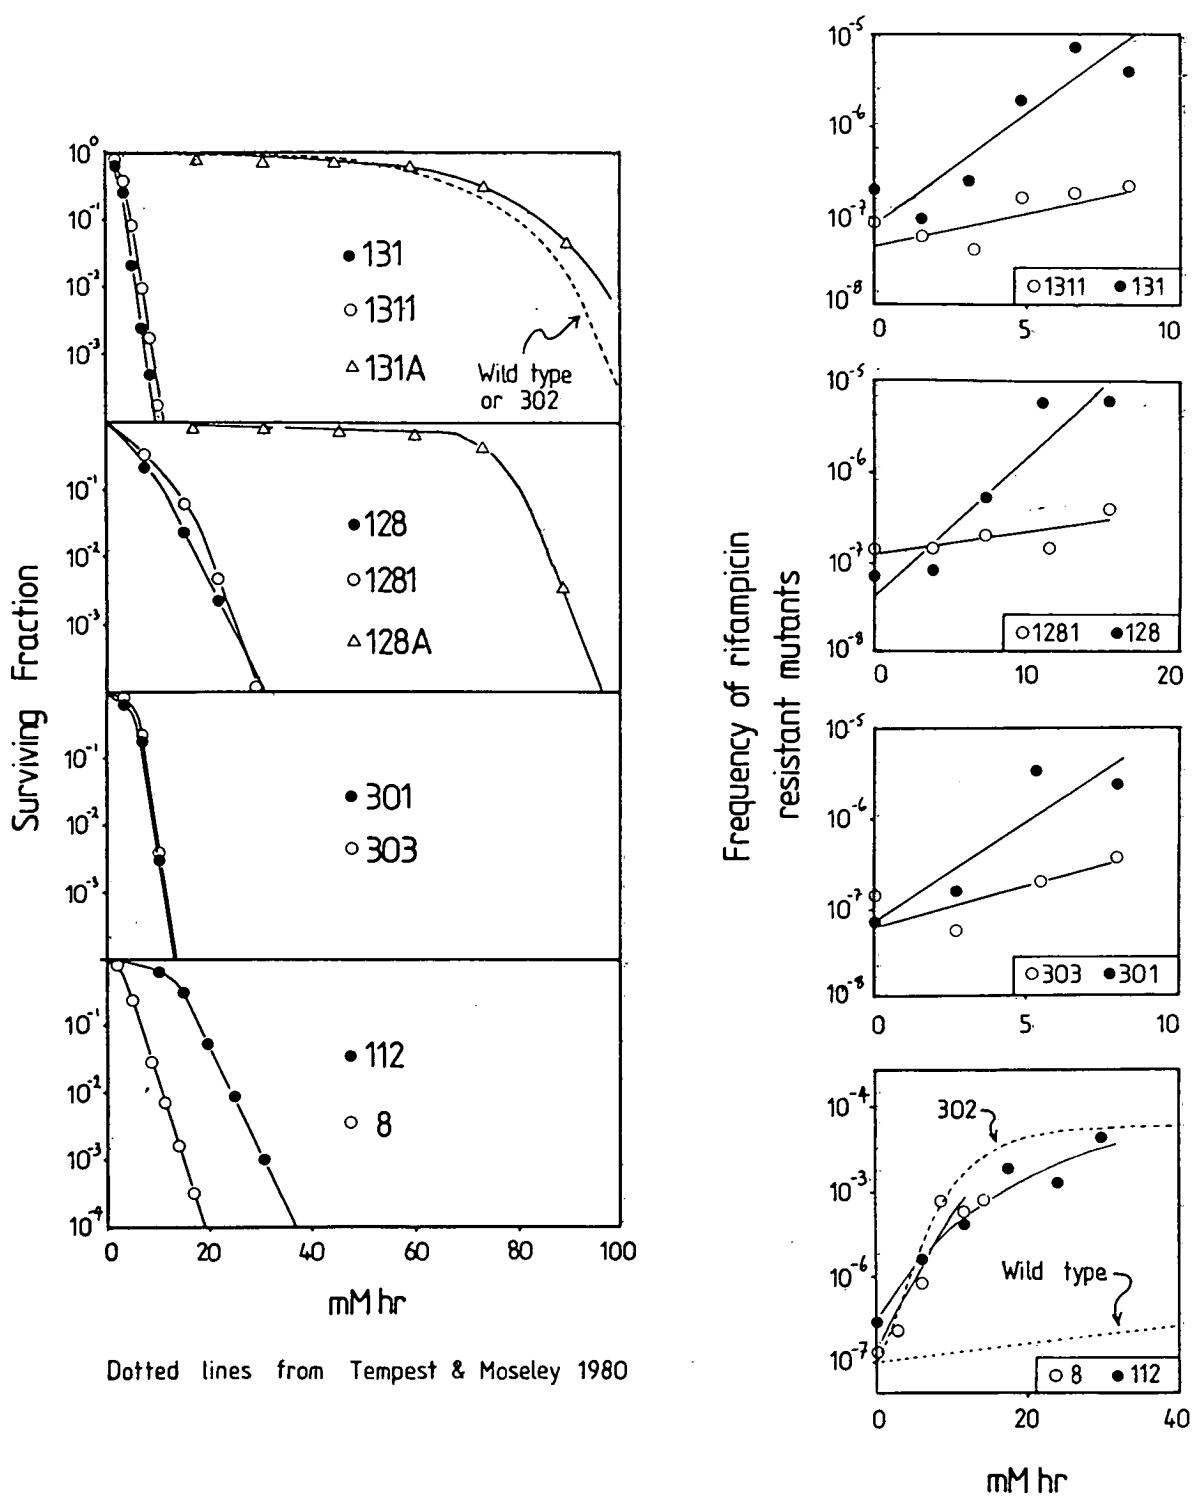 Surviving Fraction
10⁰
10⁻¹
10⁻²
10⁻³
131
1311
131A
Wild type
or 302
10⁻¹
10⁻²
10⁻³
128
1281
128A
10⁻¹
10⁻²
10⁻³
301
303
10⁻¹
10⁻²
10⁻³
10⁻⁴
112
8
0 20 40 60 80 100
mM hr
Dotted lines from Tempest & Moseley 1980
Frequency of rifampicin
resistant mutants
10⁻⁵
10⁻⁶
10⁻⁷
10⁻⁸
1311 131
0 5 10
10⁻⁵
10⁻⁶
10⁻⁷
10⁻⁸
1281 128
0 10 20
10⁻⁵
10⁻⁶
10⁻⁷
10⁻⁸
303 301
0 5 10
10⁻⁴
10⁻³
10⁻⁶
10⁻⁷
302
Wild type
8 112
0 20 40
mM hr